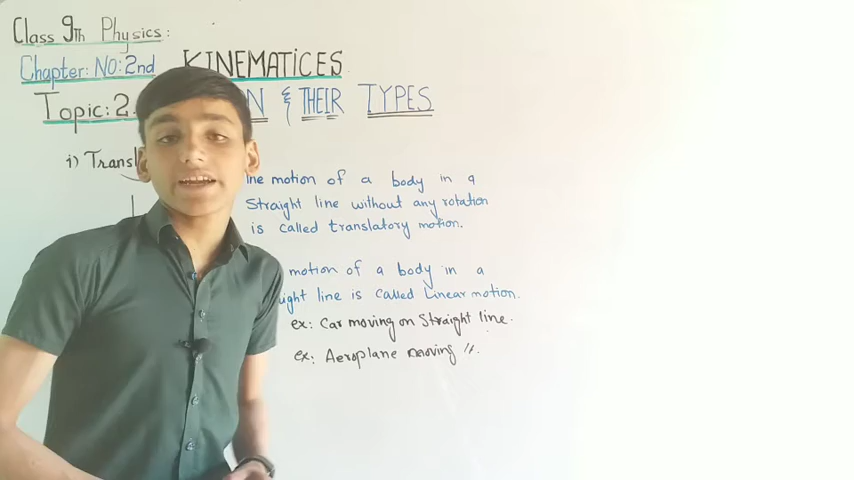 Class 9Th Physics:
Chapter: NO: 2nd KINEMATICES
Topic: 2. N & THEIR TYPES
i) Transl
he motion of a body in a
Straight line without any rotation
is called translatory motion.
motion of a body in a
ight line is called Linear motion.
ex: Car moving on Straight line.
ex: Aeroplane moving 〃.